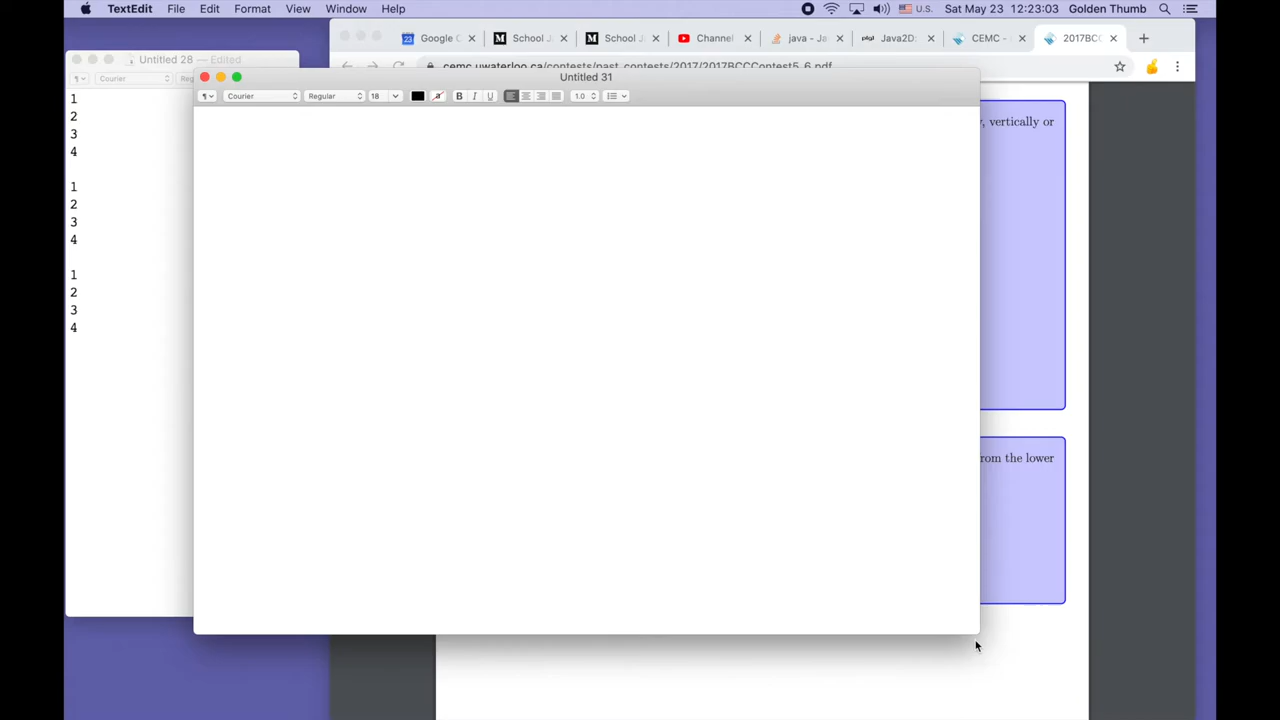 TextEdit File Edit Format View Window Help U.S. Sat May 23 12:23:03 Golden Thumb
Google C School J School J Channel java - Ja Java2D: CEMC - 2017BCC
Untitled 28 — Edited
cemc.uwaterloo.ca/contests/past_contests/2017/2017BCCContest5_6.pdf
Untitled 31
¶ Courier Reg
¶ Courier Regular 18 a B I U 1.0
1
2
3
4
1
2
3
4
1
2
3
4
, vertically or
rom the lower